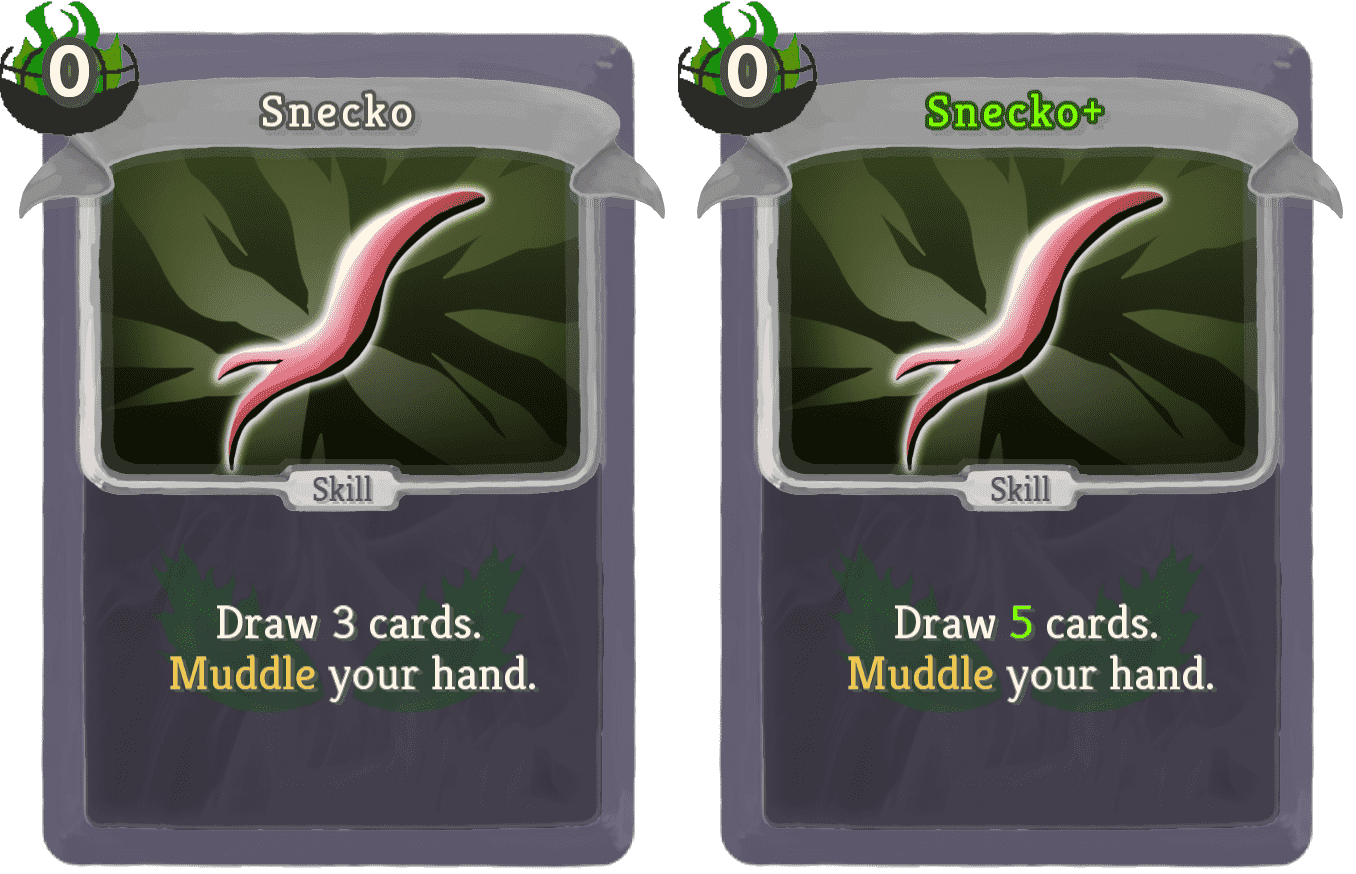 0
Snecko
Skill
Draw 3 cards.
Muddle your hand.
0
Snecko+
Skill
Draw 5 cards.
Muddle your hand.